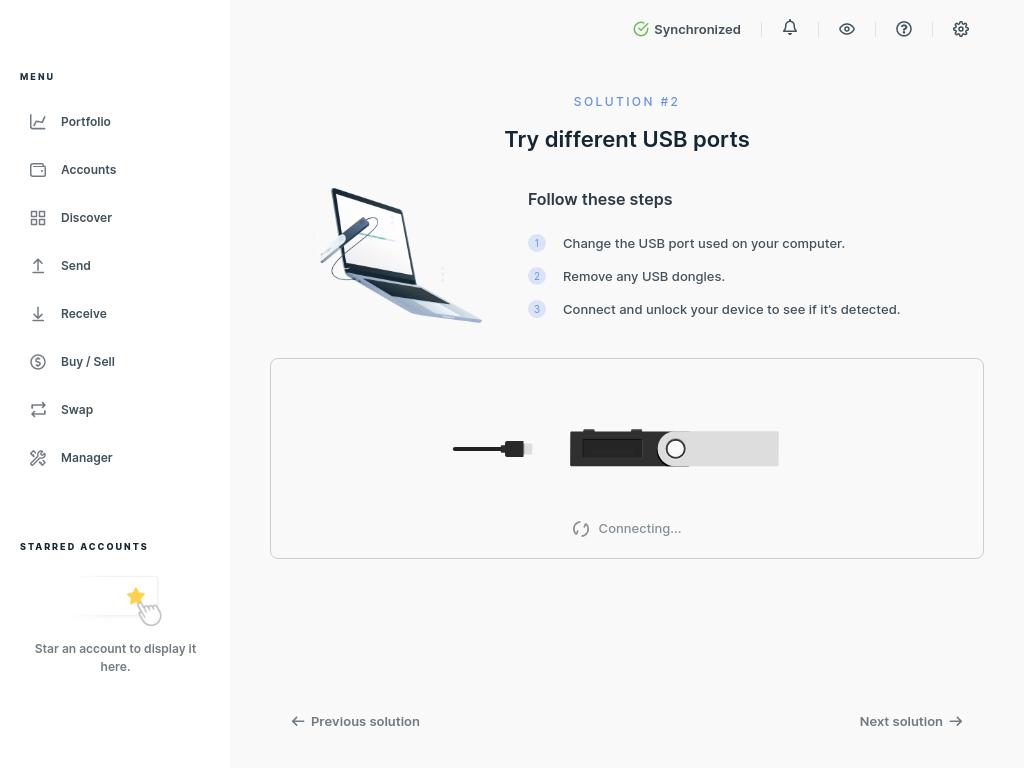 Synchronized
MENU
Portfolio
Accounts
Discover
Send
Receive
Buy / Sell
Swap
Manager
STARRED ACCOUNTS
Star an account to display it
here.
SOLUTION #2
Try different USB ports
Follow these steps
1 Change the USB port used on your computer.
2 Remove any USB dongles.
3 Connect and unlock your device to see if it’s detected.
Connecting...
Previous solution
Next solution